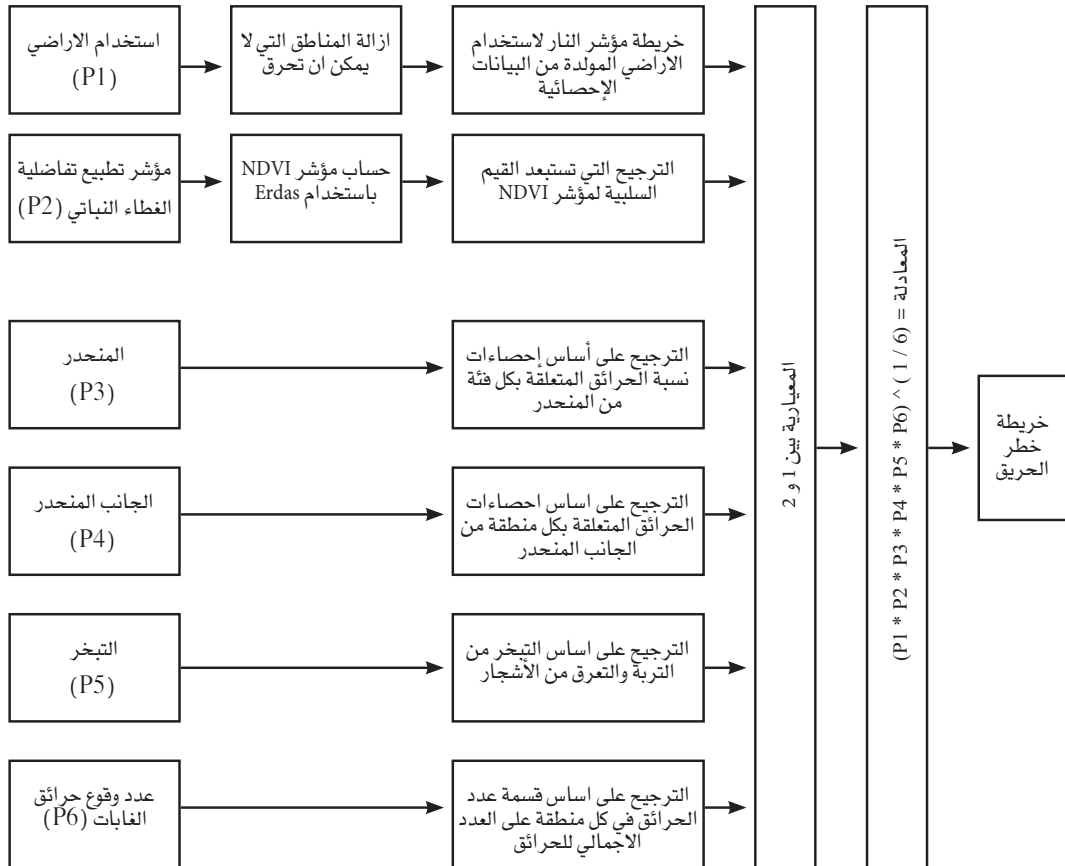 استخدام الاراضي
(P1)
ازالة المناطق التي لا
يمكن ان تحرق
خريطة مؤشر النار لاستخدام
الاراضي المولدة من البيانات
الإحصائية
مؤشر تطبيع تفاضلية
الغطاء النباتي (P2)
حساب مؤشر NDVI
باستخدام Erdas
الترجيح التي تستبعد القيم
السلبية لمؤشر NDVI
المنحدر
(P3)
الترجيح على أساس إحصاءات
نسبة الحرائق المتعلقة بكل فئة
من المنحدر
الجانب المنحدر
(P4)
الترجيح على اساس احصاءات
الحرائق المتعلقة بكل منطقة من
الجانب المنحدر
التبخر
(P5)
الترجيح على اساس التبخر من
التربة والتعرق من الأشجار
عدد وقوع حرائق
الغابات (P6)
الترجيح على اساس قسمة عدد
الحرائق في كل منطقة على العدد
الاجمالي للحرائق
المعيارية بين 1 و 2
المعادلة = (P1 * P2 * P3 * P4 * P5 * P6) ^ ( 1 / 6)
خريطة
خطر
الحريق